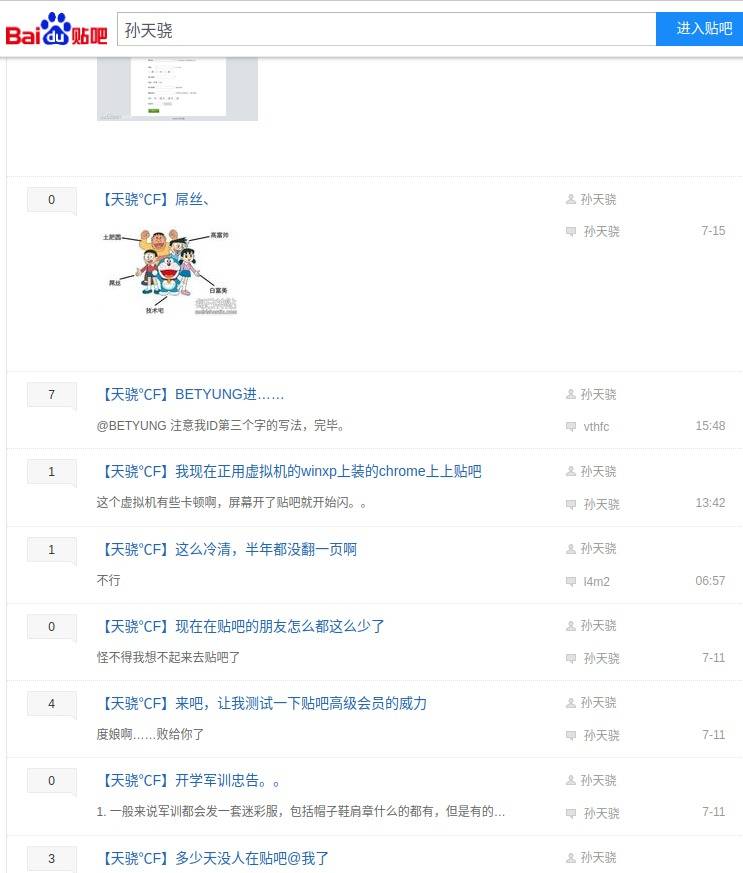 Bai du 贴吧 孙天骁 进入贴吧
0 【天骁℃F】屌丝、 孙天骁
孙天骁 7-15
土肥圆 高富帅
屌丝 白富美
技术宅
7 【天骁℃F】BETYUNG进…… 孙天骁
@BETYUNG 注意我ID第三个字的写法，完毕。 vthfc 15:48
1 【天骁℃F】我现在正用虚拟机的winxp上装的chrome上上贴吧 孙天骁
这个虚拟机有些卡顿啊，屏幕开了贴吧就开始闪。。 孙天骁 13:42
1 【天骁℃F】这么冷清，半年都没翻一页啊 孙天骁
不行 l4m2 06:57
0 【天骁℃F】现在在贴吧的朋友怎么都这么少了 孙天骁
怪不得我想不起来去贴吧了 孙天骁 7-11
4 【天骁℃F】来吧，让我测试一下贴吧高级会员的威力 孙天骁
度娘啊……败给你了 孙天骁 7-11
0 【天骁℃F】开学军训忠告。。 孙天骁
1. 一般来说军训都会发一套迷彩服，包括帽子鞋肩章什么的都有，但是有的… 孙天骁 7-11
3 【天骁℃F】多少天没人在贴吧@我了 孙天骁